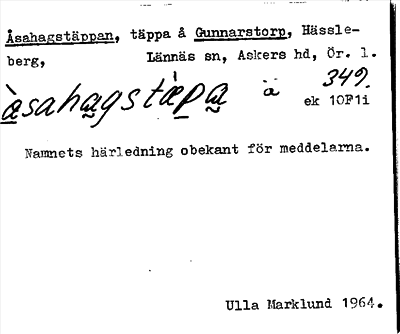 Åsahagstäppan, täppa å Gunnarstorp, Hässle-
berg, Lännäs sn, Askers hd, Ör. l.
349.
ek 10F1i
Namnets härledning obekant för meddelarna.
Ulla Marklund 1964.